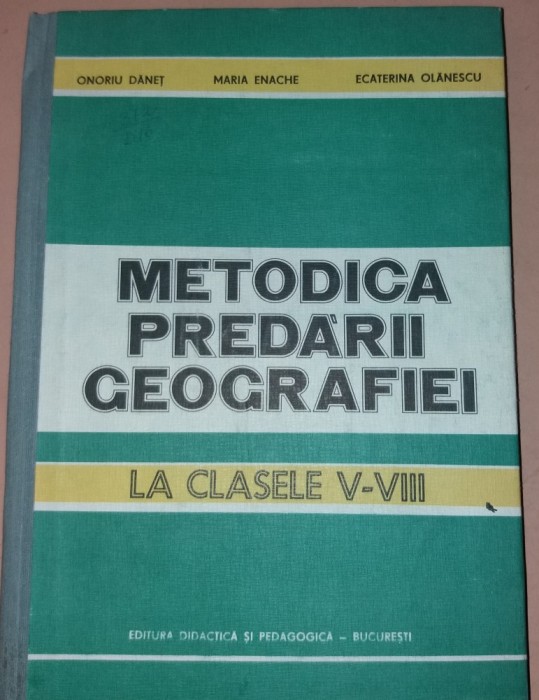 ONORIU DĂNEȚ MARIA ENACHE ECATERINA OLĂNESCU
METODICA
PREDĂRII
GEOGRAFIEI
LA CLASELE V-VIII
EDITURA DIDACTICĂ ȘI PEDAGOGICĂ – BUCUREȘTI